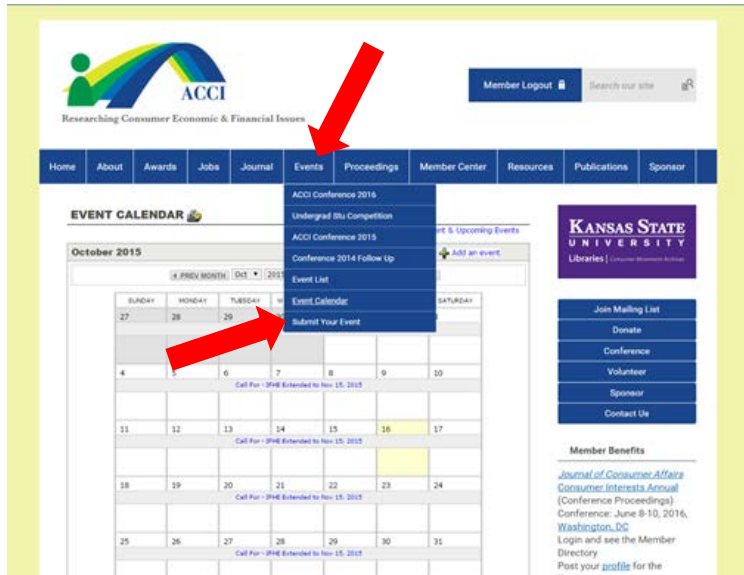 ACCI
Researching Consumer Economic & Financial Issues
Member Logout
Search our site
Home About Awards Jobs Journal Events Proceedings Member Center Resources Publications Sponsor
ACCI Conference 2016
Undergrad Stu Competition
ACCI Conference 2015
Conference 2014 Follow Up
Event List
Event Calendar
Submit Your Event
EVENT CALENDAR
& Upcoming Events
October 2015
Add an event
PREV MONTH Oct 2015
SUNDAY MONDAY TUESDAY SATURDAY
27 28 29
4 5 6 7 8 9 10
Call For - IFHE Extended to Nov 15, 2015
11 12 13 14 15 16 17
Call For - IFHE Extended to Nov 15, 2015
18 19 20 21 22 23 24
Call For - IFHE Extended to Nov 15, 2015
25 26 27 28 29 30 31
Call For - IFHE Extended to Nov 15, 2015
KANSAS STATE
UNIVERSITY
Libraries | Consumer Movement Archives
Join Mailing List
Donate
Conference
Volunteer
Sponsor
Contact Us
Member Benefits
Journal of Consumer Affairs
Consumer Interests Annual
(Conference Proceedings)
Conference: June 8-10, 2016,
Washington, DC
Login and see the Member
Directory
Post your profile for the